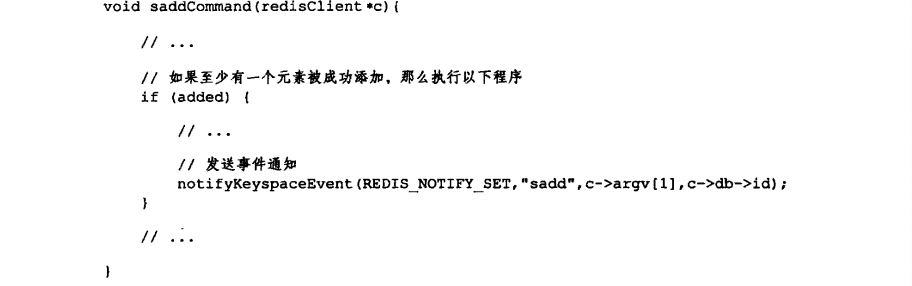 void saddCommand(redisClient *c){
// ...
// 如果至少有一个元素被成功添加，那么执行以下程序
if (added) {
// ...
// 发送事件通知
notifyKeyspaceEvent(REDIS_NOTIFY_SET,"sadd",c->argv[1],c->db->id);
}
// ...
}